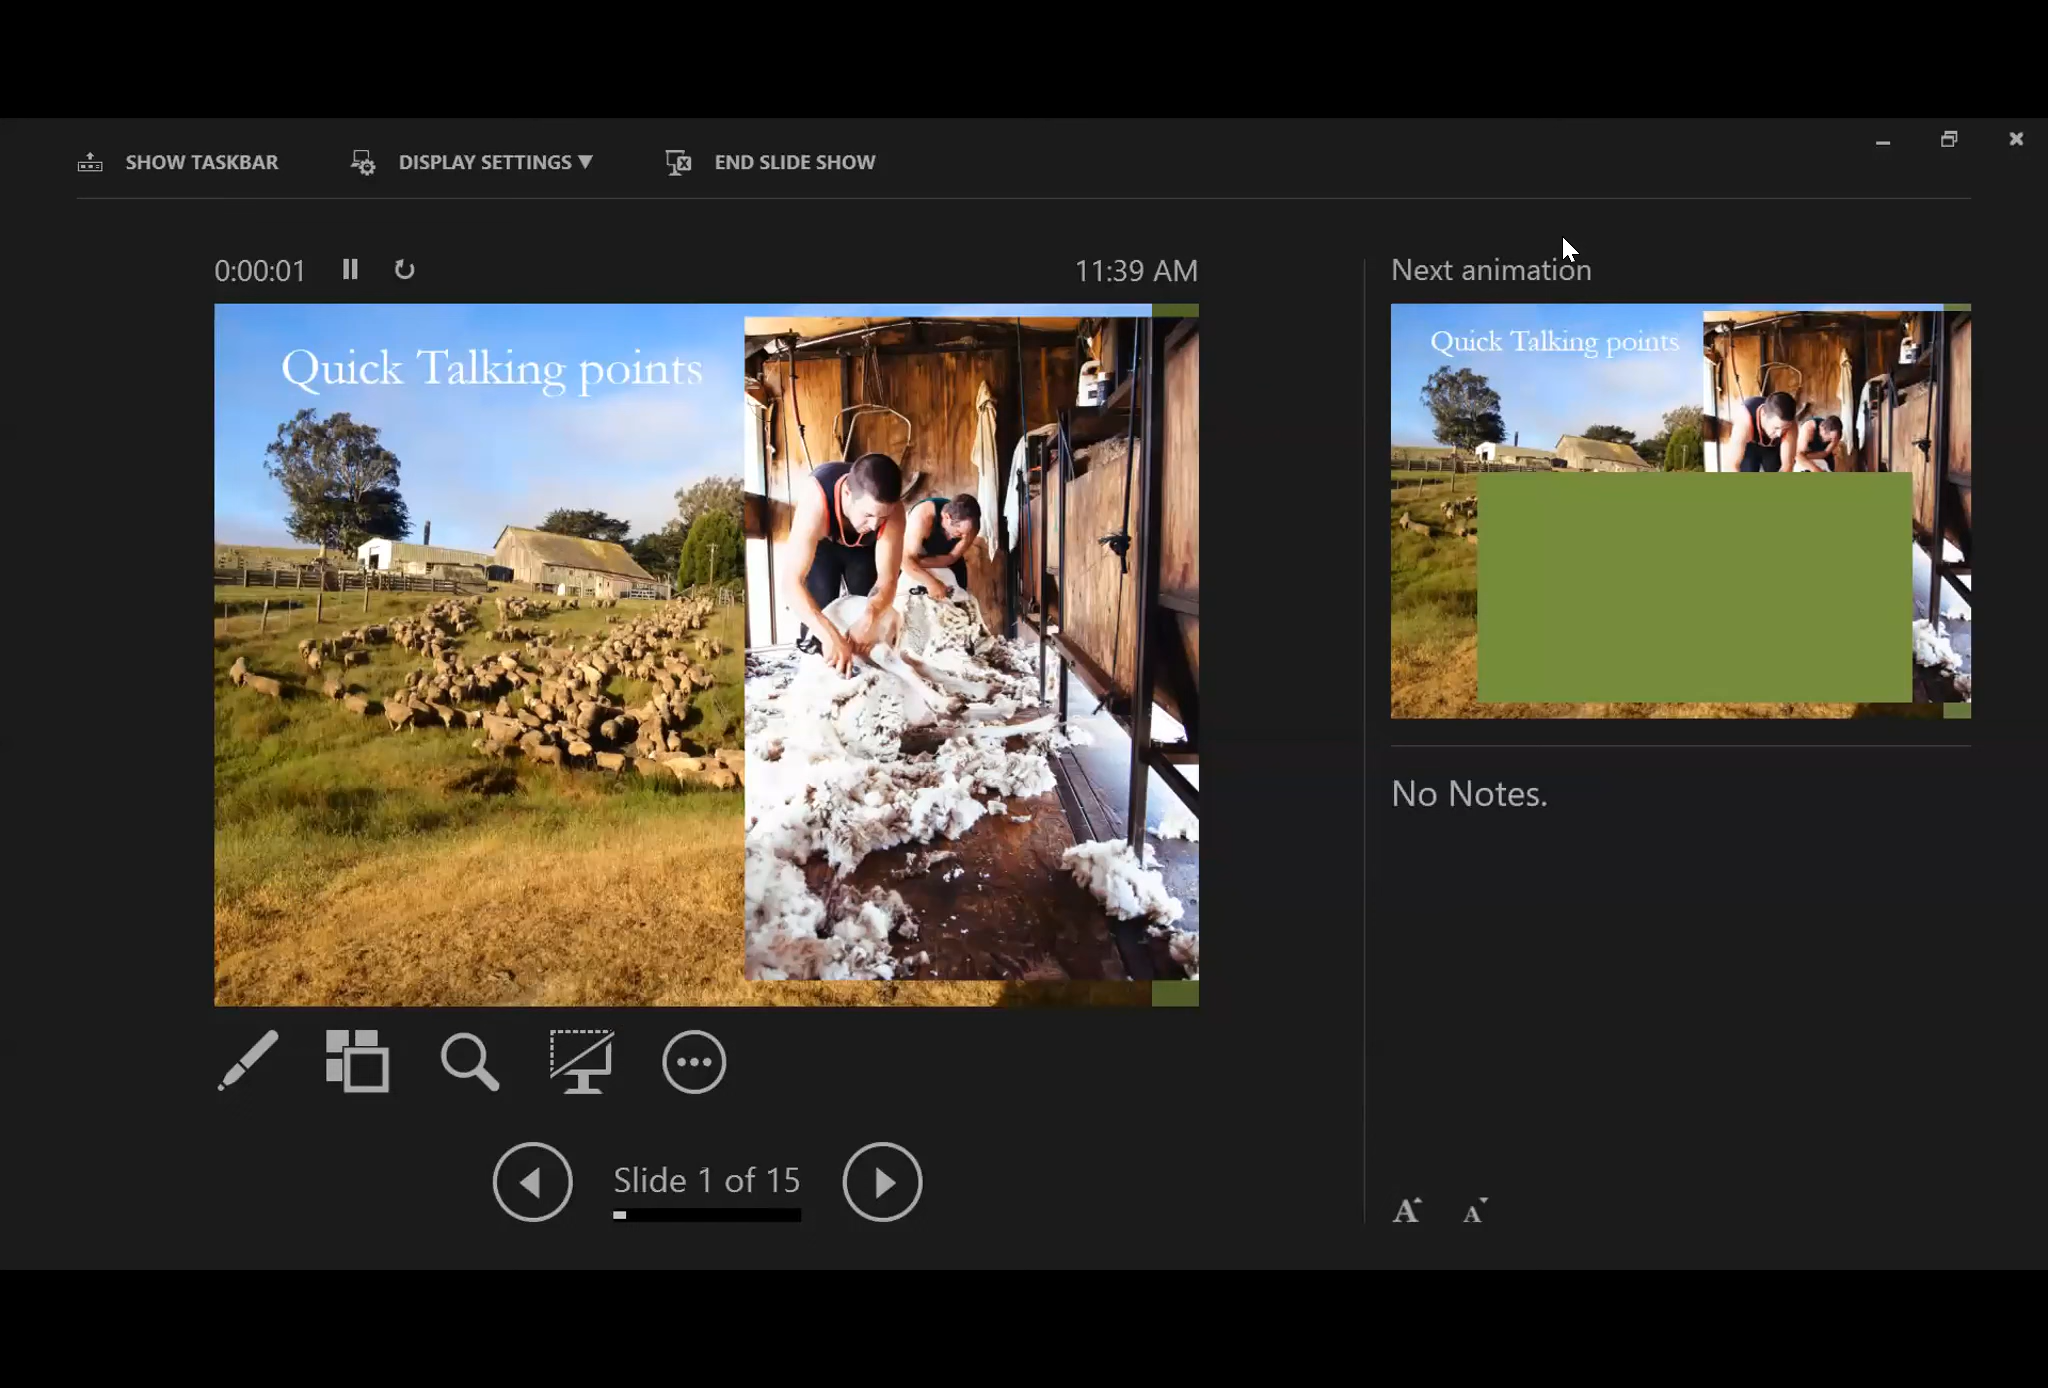 SHOW TASKBAR
DISPLAY SETTINGS ▼
END SLIDE SHOW
0:00:01
11:39 AM
Next animation
Quick Talking points
Quick Talking points
No Notes.
Slide 1 of 15
A
A